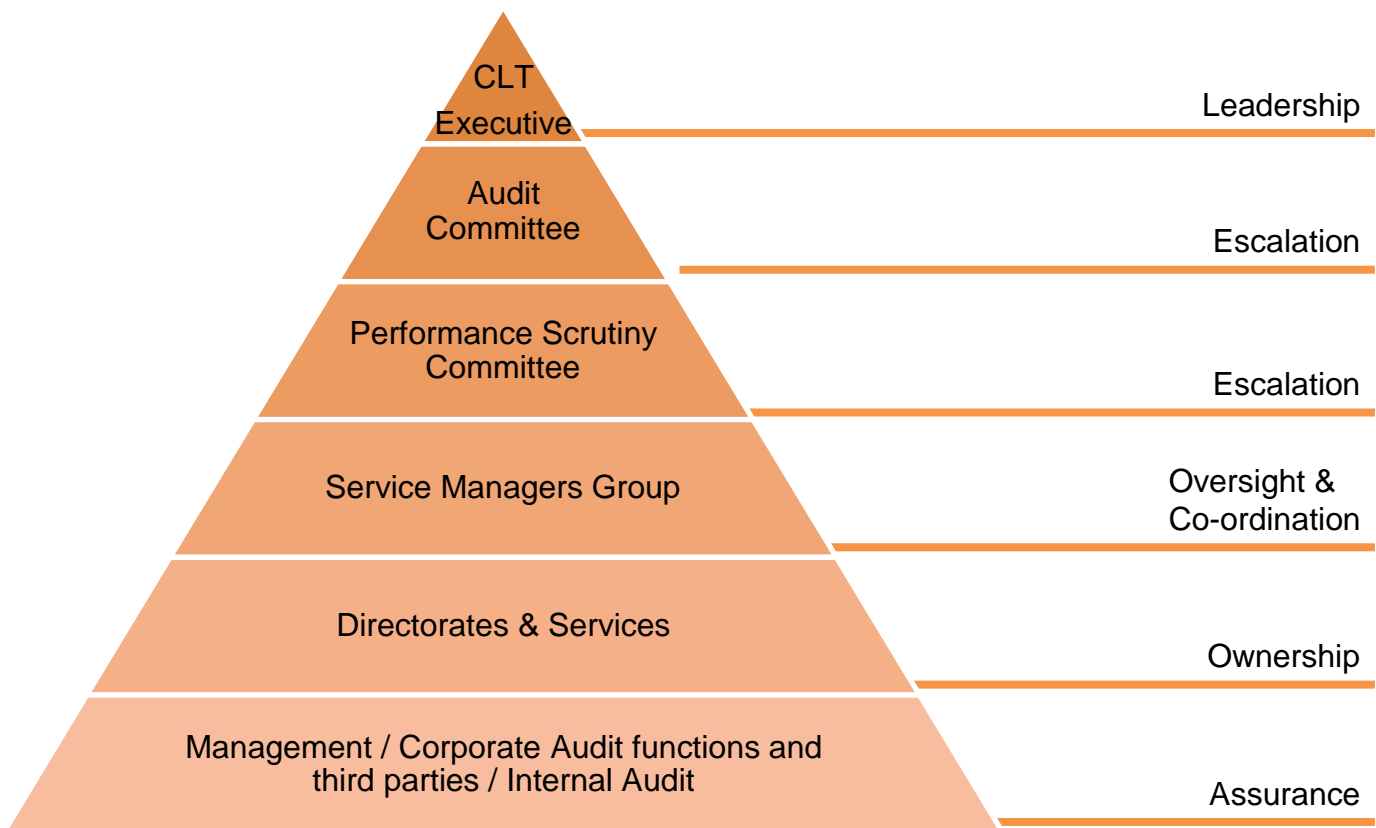 CLT
Executive
Leadership
Audit
Committee
Escalation
Performance Scrutiny
Committee
Escalation
Service Managers Group
Oversight &
Co-ordination
Directorates & Services
Ownership
Management / Corporate Audit functions and
third parties / Internal Audit
Assurance